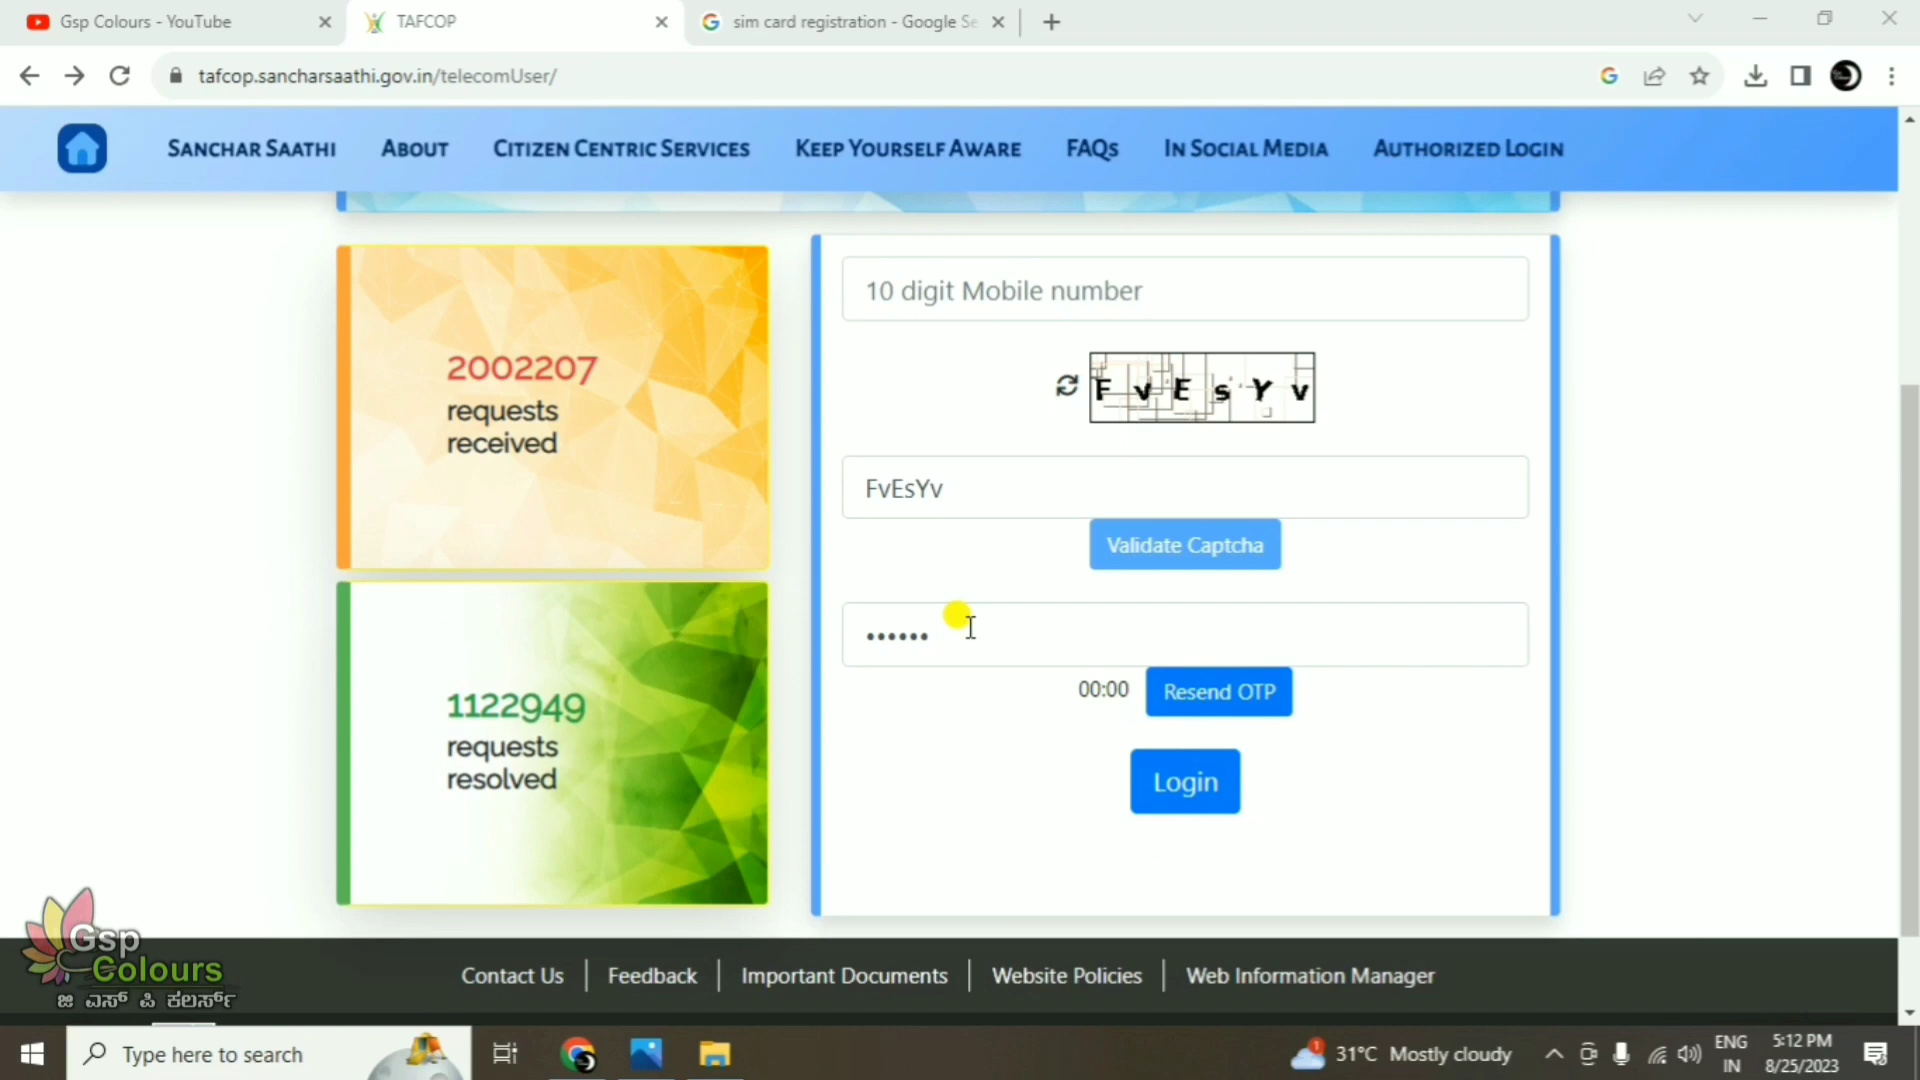 Gsp Colours - YouTube
TAFCOP
sim card registration - Google Se
tafcop.sancharsaathi.gov.in/telecomUser/
SANCHAR SAATHI
ABOUT
CITIZEN CENTRIC SERVICES
KEEP YOURSELF AWARE
FAQs
IN SOCIAL MEDIA
AUTHORIZED LOGIN
2002207
requests
received
1122949
requests
resolved
10 digit Mobile number
F v E s Y v
FvEsYv
Validate Captcha
••••••
00:00
Resend OTP
Login
Gsp
Colours
ಜಿ ಎಸ್ ಪಿ ಕಲರ್ಸ್
Contact Us
Feedback
Important Documents
Website Policies
Web Information Manager
Type here to search
31°C Mostly cloudy
ENG
IN
5:12 PM
8/25/2023